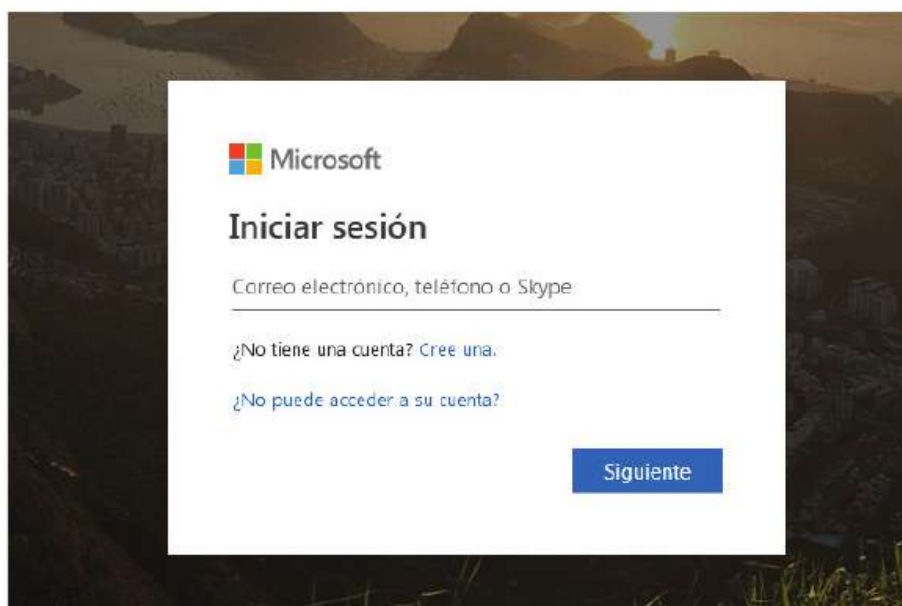 Microsoft
Iniciar sesión
Correo electrónico, teléfono o Skype
¿No tiene una cuenta? Cree una.
¿No puede acceder a su cuenta?
Siguiente